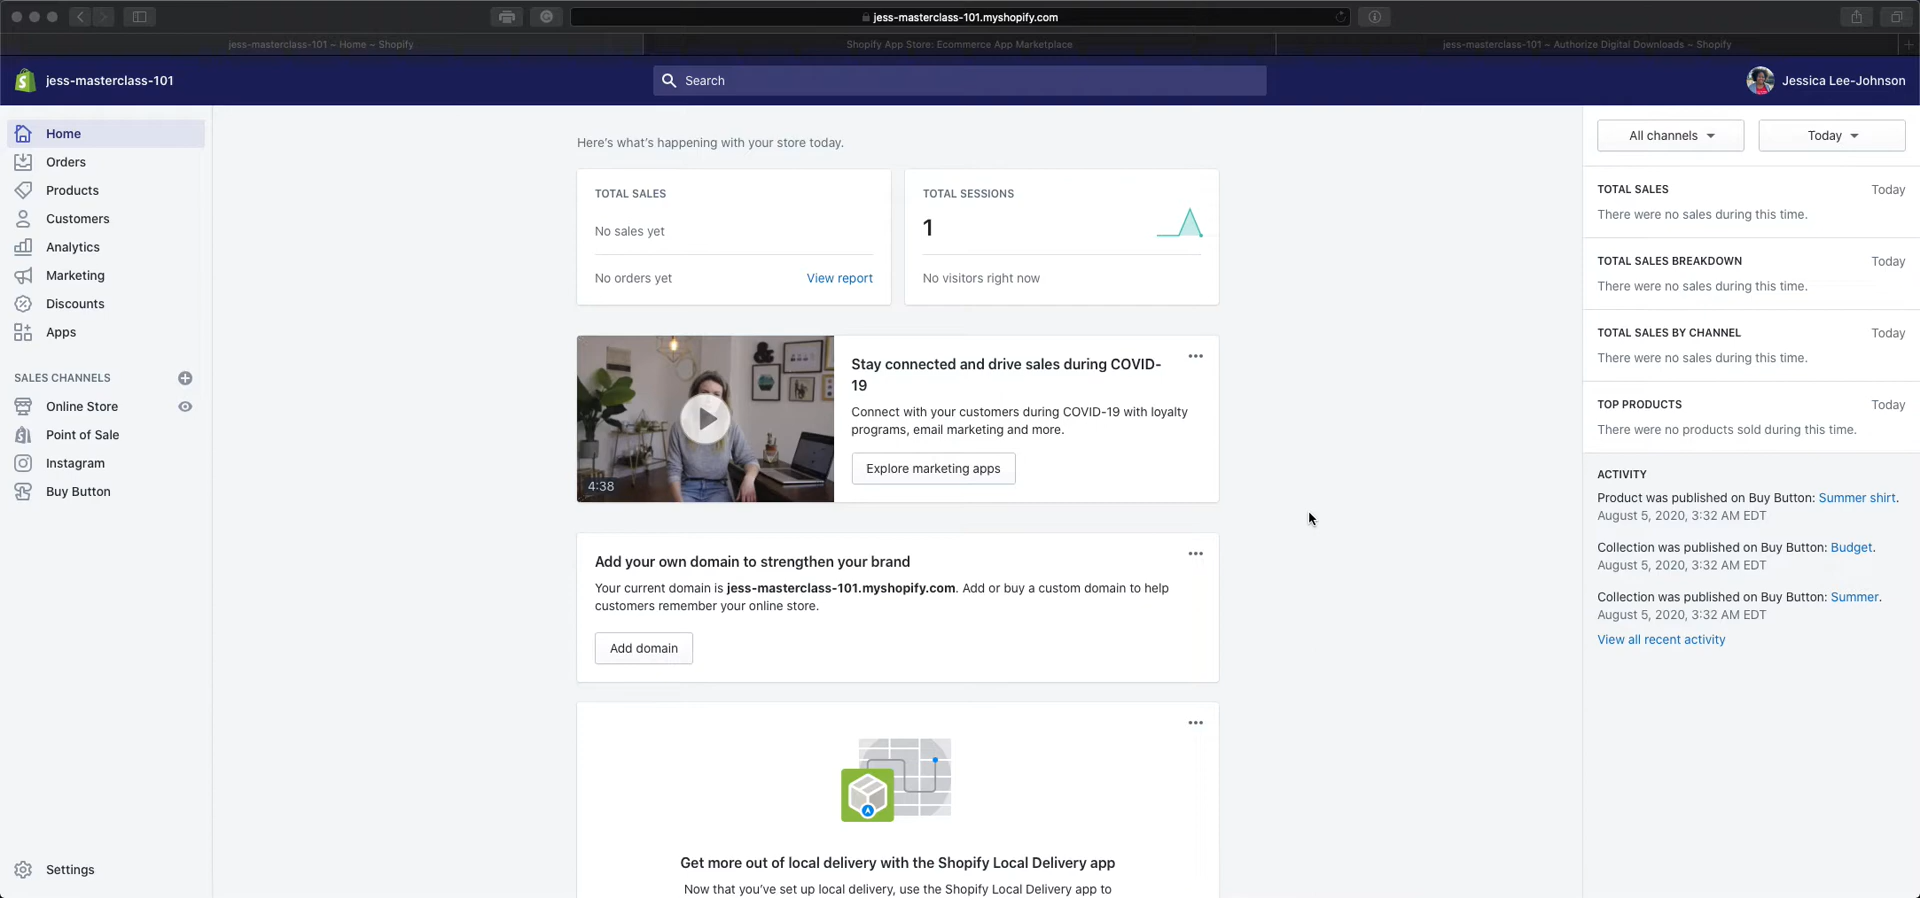 jess-masterclass-101.myshopify.com
jess-masterclass-101 ~ Home ~ Shopify
Shopify App Store: Ecommerce App Marketplace
jess-masterclass-101 ~ Authorize Digital Downloads ~ Shopify
jess-masterclass-101
Search
Jessica Lee-Johnson
Home
Orders
Products
Customers
Analytics
Marketing
Discounts
Apps
SALES CHANNELS
Online Store
Point of Sale
Instagram
Buy Button
Settings
Here's what's happening with your store today.
TOTAL SALES
No sales yet
No orders yet
View report
TOTAL SESSIONS
1
No visitors right now
4:38
Stay connected and drive sales during COVID-
19
Connect with your customers during COVID-19 with loyalty
programs, email marketing and more.
Explore marketing apps
Add your own domain to strengthen your brand
Your current domain is jess-masterclass-101.myshopify.com. Add or buy a custom domain to help
customers remember your online store.
Add domain
Get more out of local delivery with the Shopify Local Delivery app
Now that you've set up local delivery, use the Shopify Local Delivery app to
All channels
Today
TOTAL SALES
Today
There were no sales during this time.
TOTAL SALES BREAKDOWN
Today
There were no sales during this time.
TOTAL SALES BY CHANNEL
Today
There were no sales during this time.
TOP PRODUCTS
Today
There were no products sold during this time.
ACTIVITY
Product was published on Buy Button: Summer shirt.
August 5, 2020, 3:32 AM EDT
Collection was published on Buy Button: Budget.
August 5, 2020, 3:32 AM EDT
Collection was published on Buy Button: Summer.
August 5, 2020, 3:32 AM EDT
View all recent activity